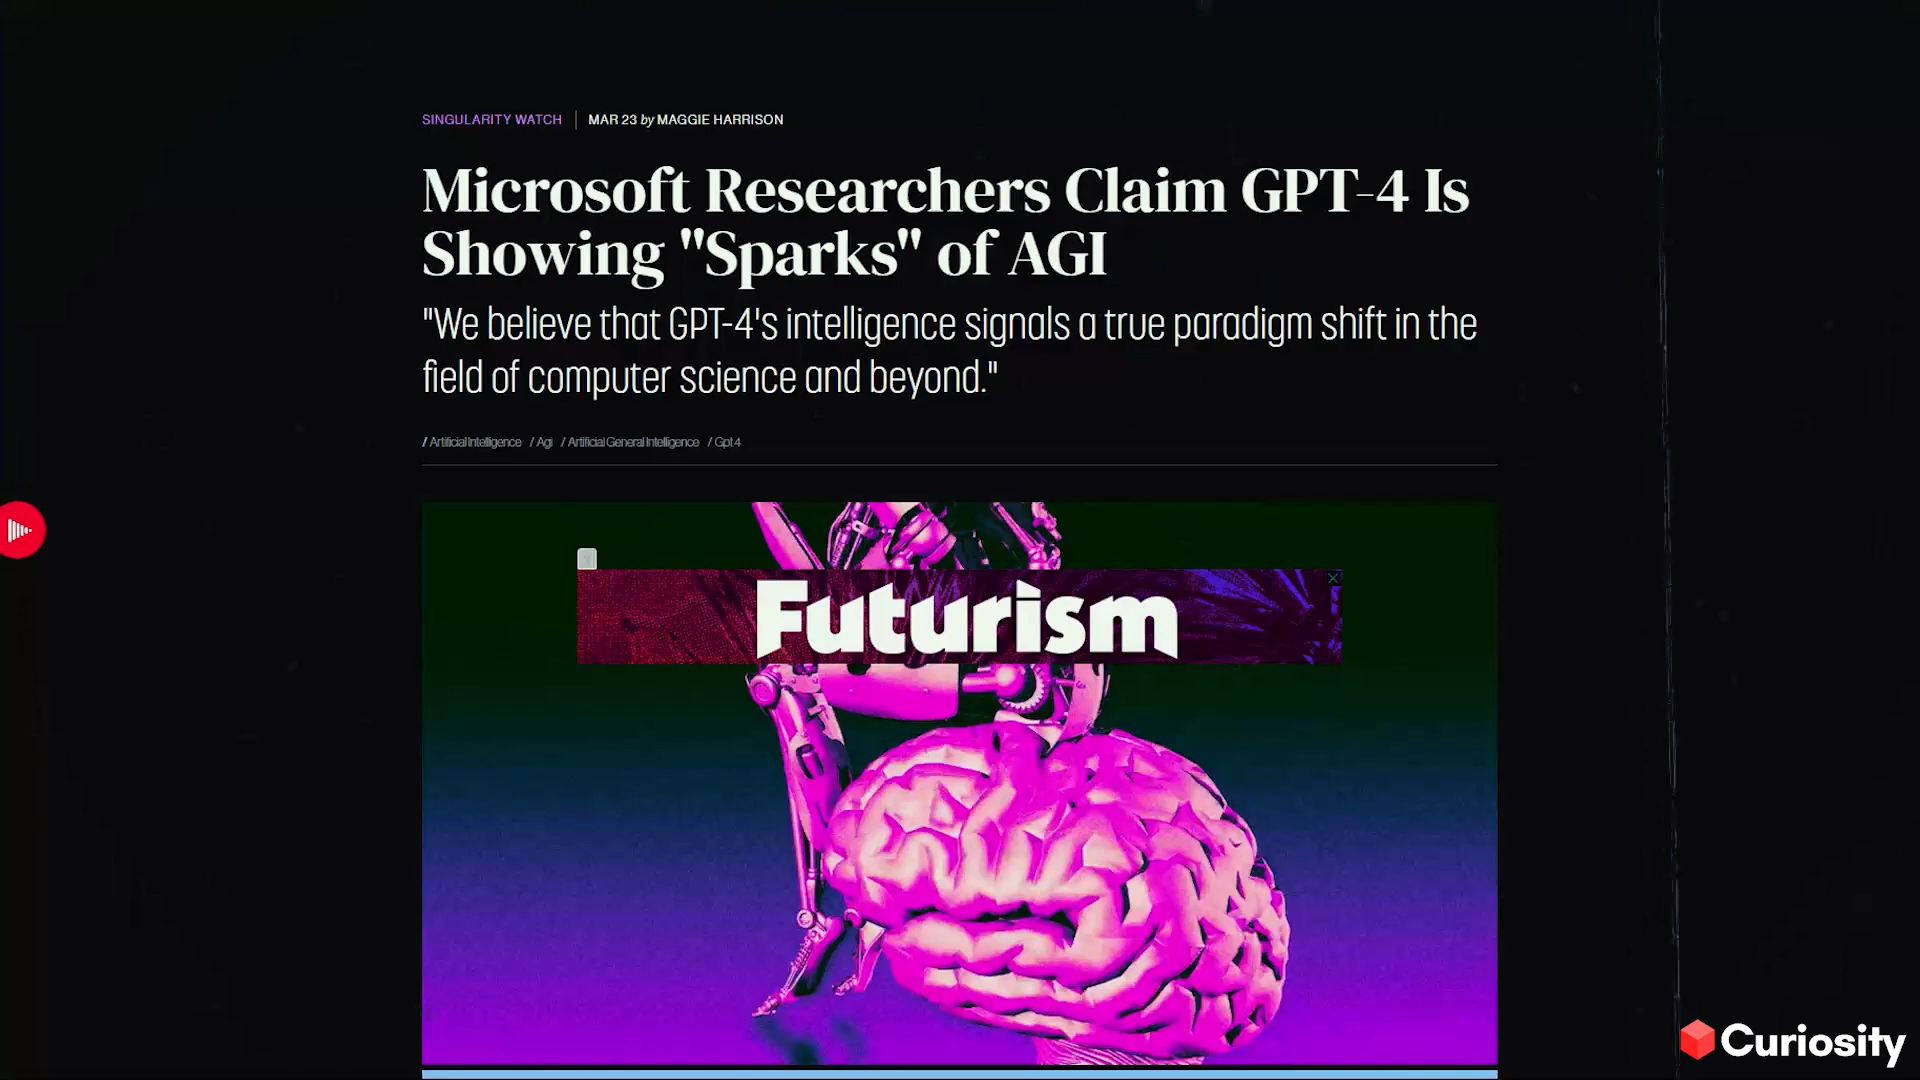 SINGULARITY WATCH | MAR 23 by MAGGIE HARRISON
Microsoft Researchers Claim GPT-4 Is
Showing "Sparks" of AGI
"We believe that GPT-4's intelligence signals a true paradigm shift in the
field of computer science and beyond."
/ Artificial Intelligence / Agi / Artificial General Intelligence / Gpt 4
Futurism
Curiosity